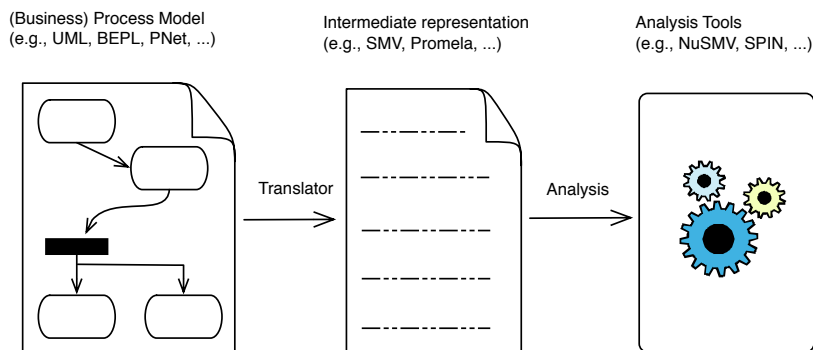 (Business) Process Model
(e.g., UML, BEPL, PNet, ...)
Intermediate representation
(e.g., SMV, Promela, ...)
Analysis Tools
(e.g., NuSMV, SPIN, ...)
Translator
Analysis